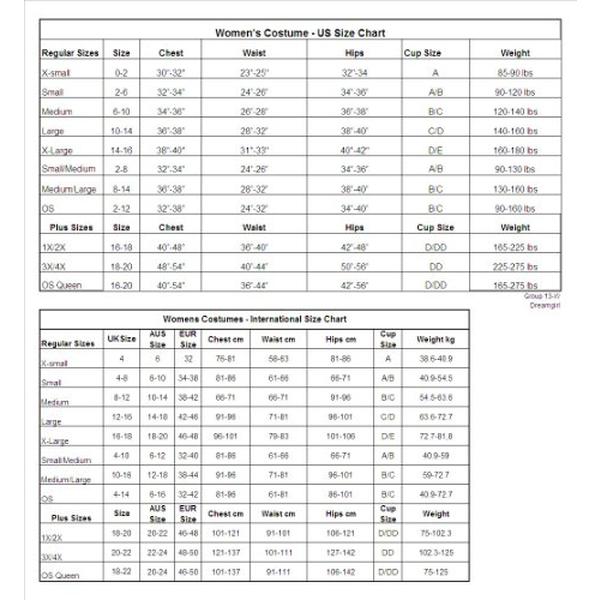 Women's Costume - US Size Chart
Regular Sizes Size Chest Waist Hips Cup Size Weight
X-small 0-2 30"-32" 23"-25" 32"-34 A 85-90 lbs
Small 2-6 32"-34" 24"-26" 34"-36" A/B 90-120 lbs
Medium 6-10 34"-36" 26"-28" 36"-38" B/C 120-140 lbs
Large 10-14 36"-38" 28"-32" 38"-40" C/D 140-160 lbs
X-Large 14-16 38"-40" 31"-33" 40"-42" D/E 160-180 lbs
Small/Medium 2-8 32"-34" 24"-26" 34"-36" A/B 90-130 lbs
Medium/Large 8-14 36"-38" 28"-32" 38"-38" B/C 130-160 lbs
OS 2-12 32"-38" 24"-32" 34"-40" B/C 90-160 lbs
Plus Sizes Size Chest Waist Hips Cup Size Weight
1X/2X 16-18 40"-48" 36"-40" 42"-48" D/DD 165-225 lbs
3X/4X 18-20 48"-54" 40"-44" 50"-56" DD 225-275 lbs
OS Queen 16-20 40"-54" 36"-44" 42"-56" D/DD 165-275 lbs
Dreamgirl
Womens Costumes - International Size Chart
Regular Sizes UK Size AUS Size EUR Size Chest cm Waist cm Hips cm Cup Size Weight kg
X-small 4 6 32 76-81 58-63 81-86 A 38.6-40.9
Small 4-8 6-10 34-38 81-86 61-66 66-71 A/B 40.9-54.5
Medium 8-12 10-14 38-42 66-71 66-71 91-96 B/C 54.5-63.6
Large 12-16 14-18 42-46 91-96 71-81 96-101 C/D 63.6-72.7
X-Large 16-18 18-20 46-48 96-101 79-83 101-106 D/E 72.7-81.8
Small/Medium 4-10 6-12 32-40 81-86 61-66 66-71 A/B 40.9-59
Medium/Large 10-16 12-18 38-44 91-96 71-81 96-101 B/C 59-72.7
OS 4-14 6-16 32-42 81-96 61-81 86-101 B/C 40.9-72.7
Plus Sizes Size AUS Size EUR Size Chest Waist Hips Cup Size Weight
1X/2X 18-20 20-22 46-48 101-121 91-101 106-121 D/DD 75-102.3
3X/4X 20-22 22-24 48-50 121-137 101-111 127-142 DD 102.3-125
OS Queen 18-22 20-24 46-50 101-137 91-111 106-142 D/DD 75-125